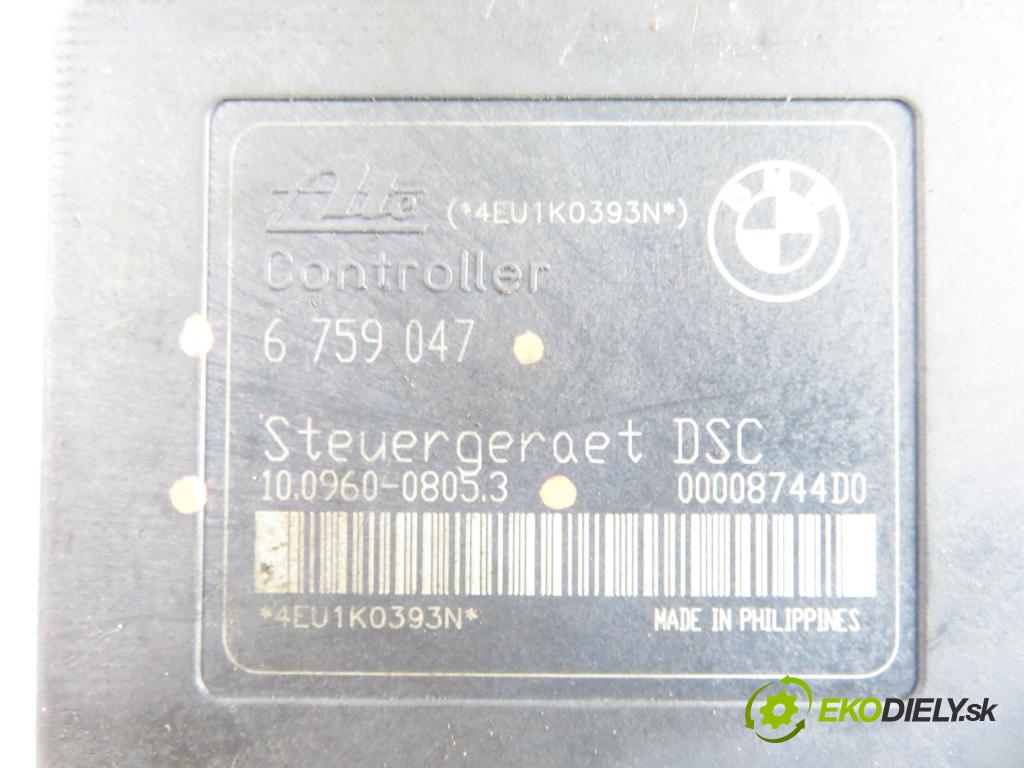 Ate (*4EU1K0393N*)
BMW
Controller
6 759 047
Steuergeraet DSC
10.0960-0805.3 00008744D0
*4EU1K0393N* MADE IN PHILIPPINES
EKODIELY.sk